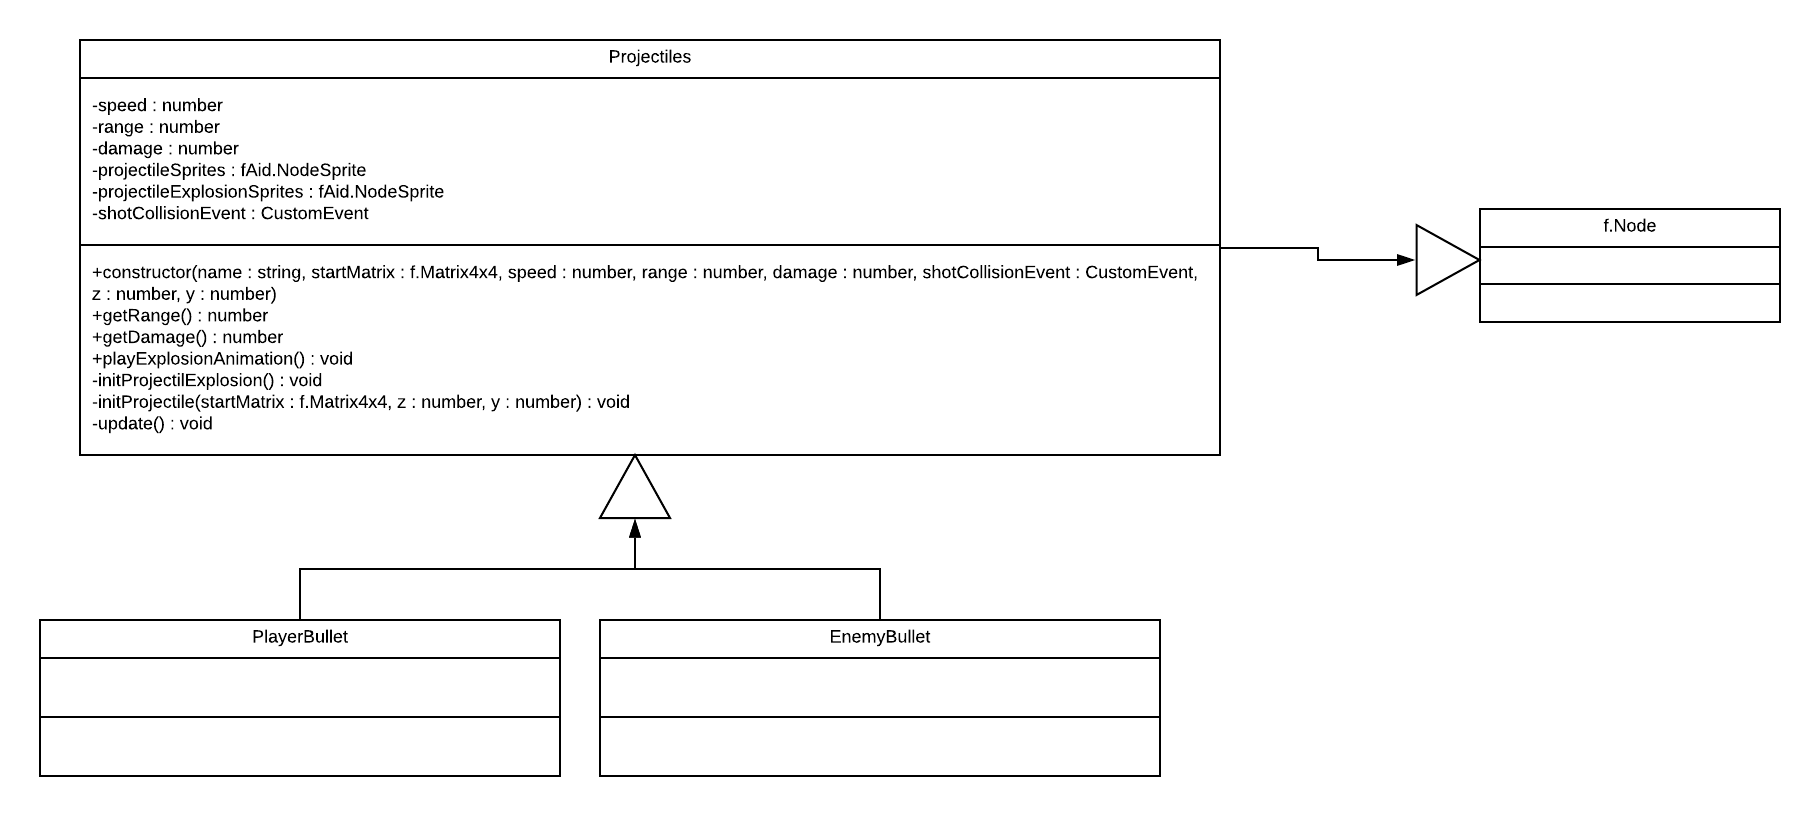 Projectiles
-speed : number
-range : number
-damage : number
-projectileSprites : fAid.NodeSprite
-projectileExplosionSprites : fAid.NodeSprite
-shotCollisionEvent : CustomEvent
+constructor(name : string, startMatrix : f.Matrix4x4, speed : number, range : number, damage : number, shotCollisionEvent : CustomEvent,
z : number, y : number)
+getRange() : number
+getDamage() : number
+playExplosionAnimation() : void
-initProjectilExplosion() : void
-initProjectile(startMatrix : f.Matrix4x4, z : number, y : number) : void
-update() : void
f.Node
PlayerBullet
EnemyBullet